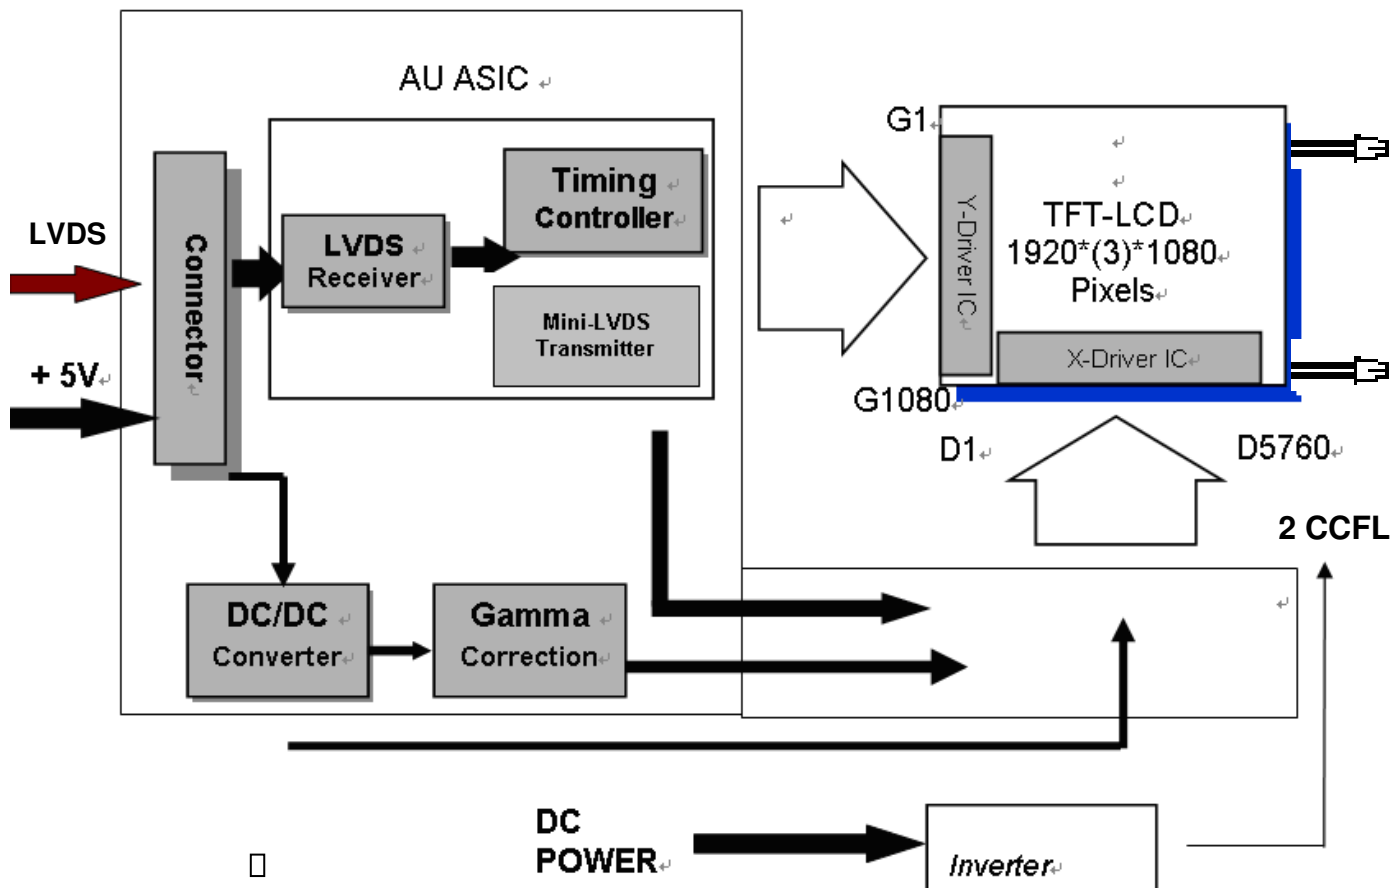 AU ASIC
LVDS
+ 5V
Connector
LVDS
Receiver
Timing
Controller
Mini-LVDS
Transmitter
DC/DC
Converter
Gamma
Correction
G1
Y-Driver IC
TFT-LCD
1920*(3)*1080
Pixels
X-Driver IC
G1080
D1
D5760
2 CCFL
DC
POWER
Inverter